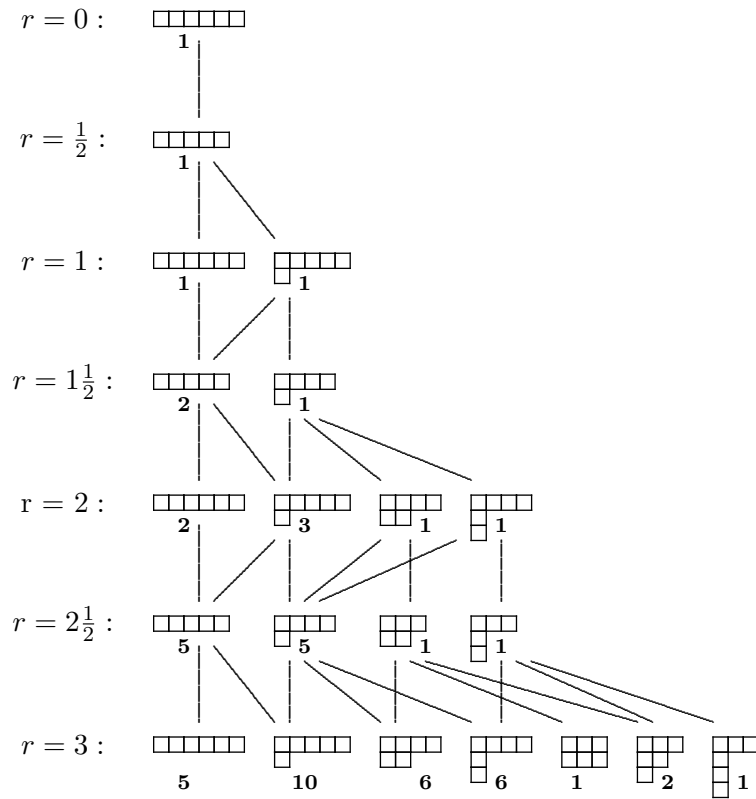 r = 0 :
1
r = 1/2 :
1
r = 1 :
1 1
r = 1 1/2 :
2 1
r = 2 :
2 3 1 1
r = 2 1/2 :
5 5 1 1
r = 3 :
5 10 6 6 1 2 1